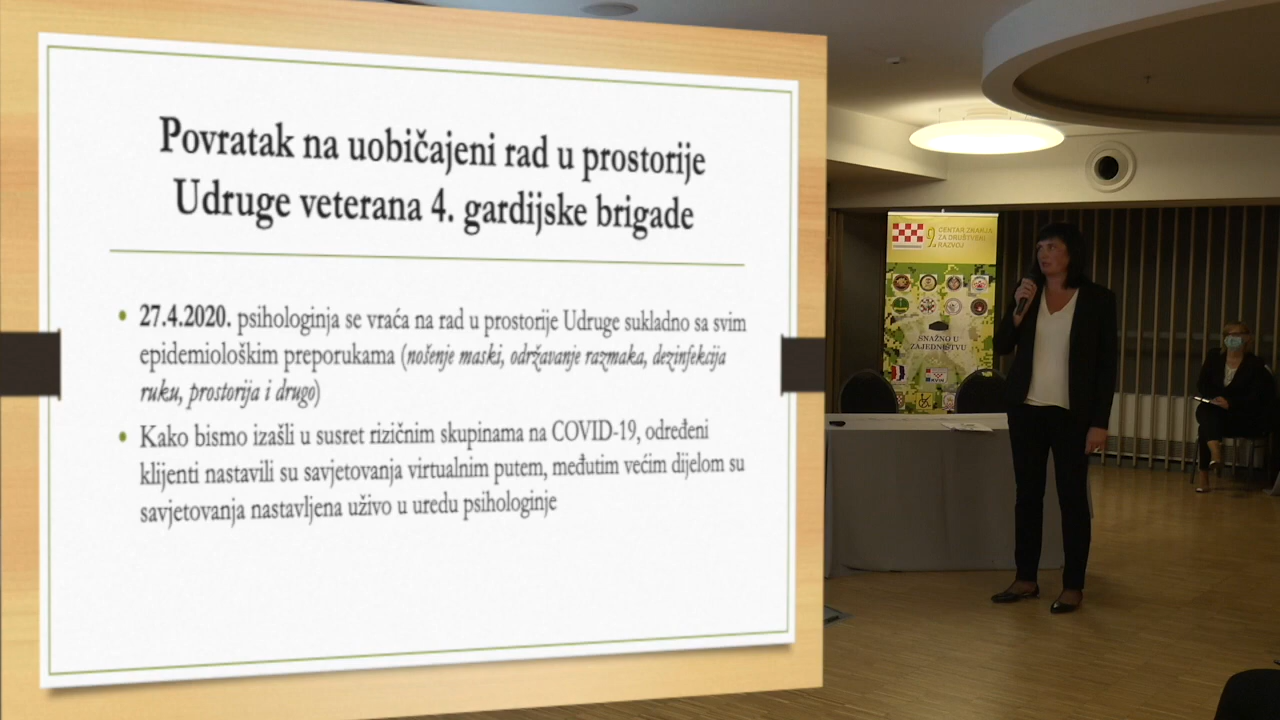 Povratak na uobičajeni rad u prostorije
Udruge veterana 4. gardijske brigade
• 27.4.2020. psihologinja se vraća na rad u prostorije Udruge sukladno sa svim
epidemiološkim preporukama (nošenje maski, održavanje razmaka, dezinfekcija
ruku, prostorija i drugo)
• Kako bismo izašli u susret rizičnim skupinama na COVID-19, određeni
klijenti nastavili su savjetovanja virtualnim putem, međutim većim dijelom su
savjetovanja nastavljena uživo u uredu psihologinje
CENTAR ZNANJA
ZA DRUŠTVENI
RAZVOJ
SNAŽNO U
ZAJEDNIŠTVU